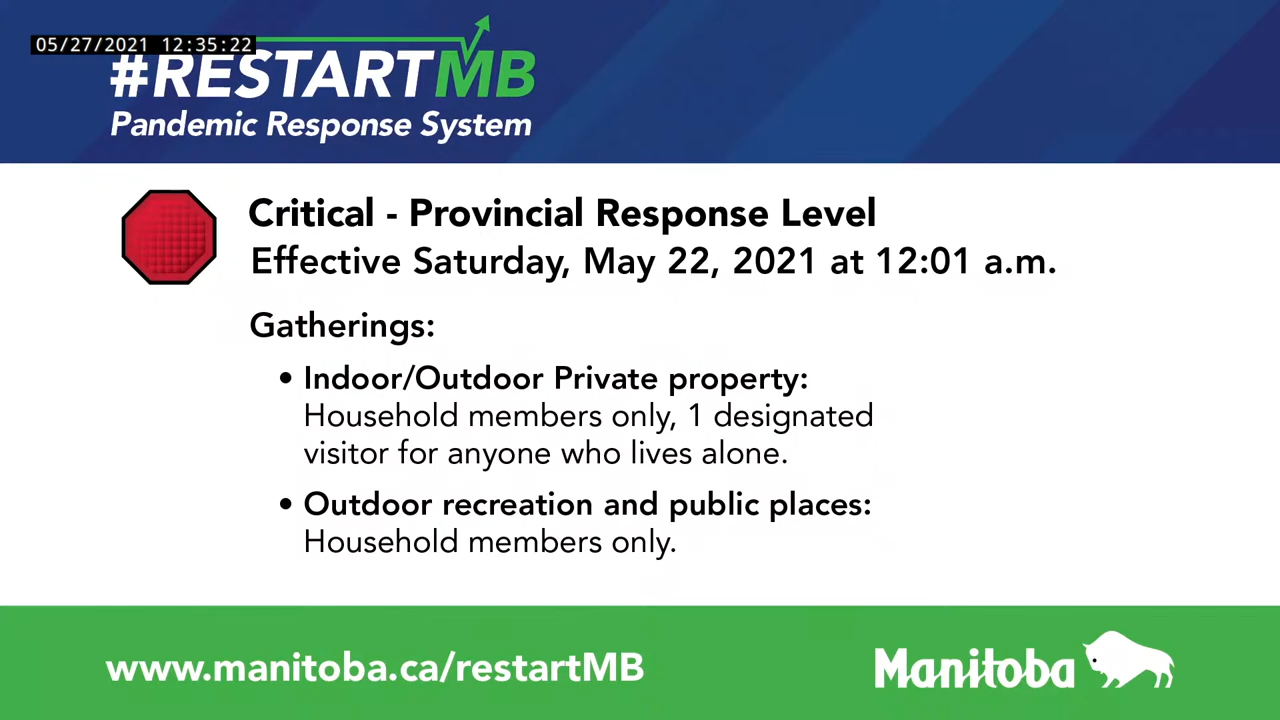 05/27/2021 12:35:22
#RESTARTMB
Pandemic Response System
Critical - Provincial Response Level
Effective Saturday, May 22, 2021 at 12:01 a.m.
Gatherings:
• Indoor/Outdoor Private property:
Household members only, 1 designated
visitor for anyone who lives alone.
• Outdoor recreation and public places:
Household members only.
www.manitoba.ca/restartMB
Manitoba